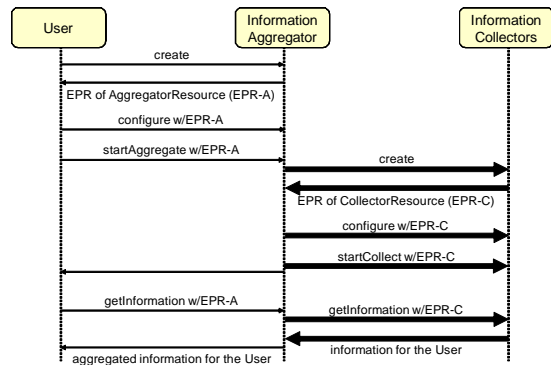 User
Information
Aggregator
Information
Collectors
create
EPR of AggregatorResource (EPR-A)
configure w/EPR-A
startAggregate w/EPR-A
create
EPR of CollectorResource (EPR-C)
configure w/EPR-C
startCollect w/EPR-C
getInformation w/EPR-A
getInformation w/EPR-C
information for the User
aggregated information for the User